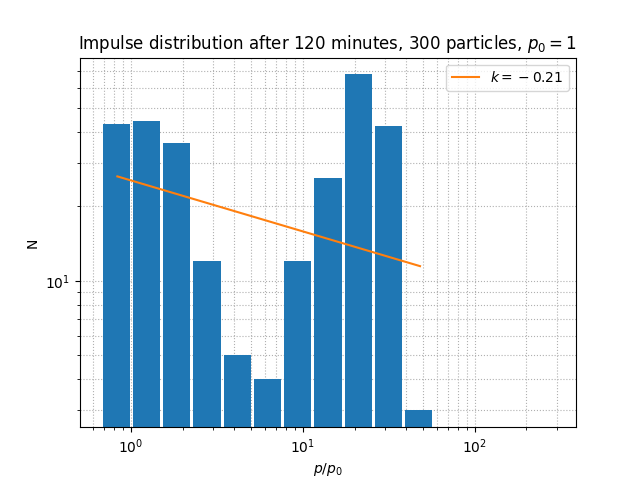 Impulse distribution after 120 minutes, 300 particles, $p_0 = 1$
$k = -0.21$
N
$10^1$
$10^0$ $10^1$ $10^2$
$p/p_0$